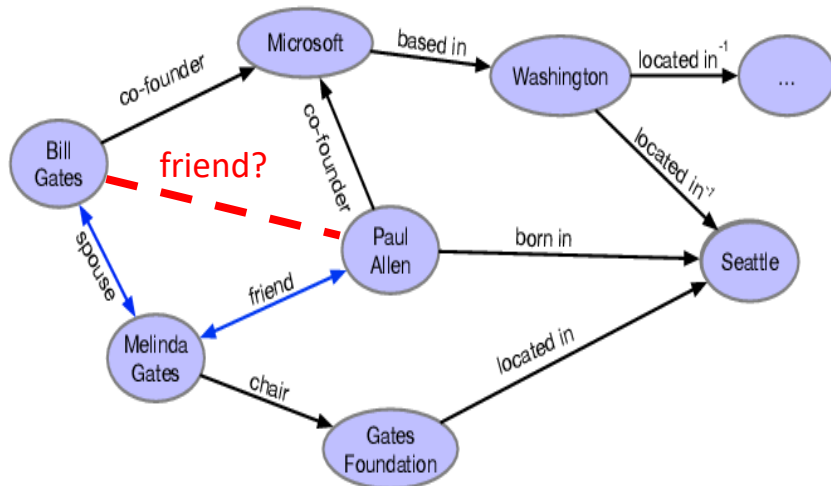 Microsoft
based in
Washington
located in-1
...
co-founder
Bill
Gates
friend?
co-founder
located in-1
Paul
Allen
born in
Seattle
spouse
friend
Melinda
Gates
located in
chair
Gates
Foundation